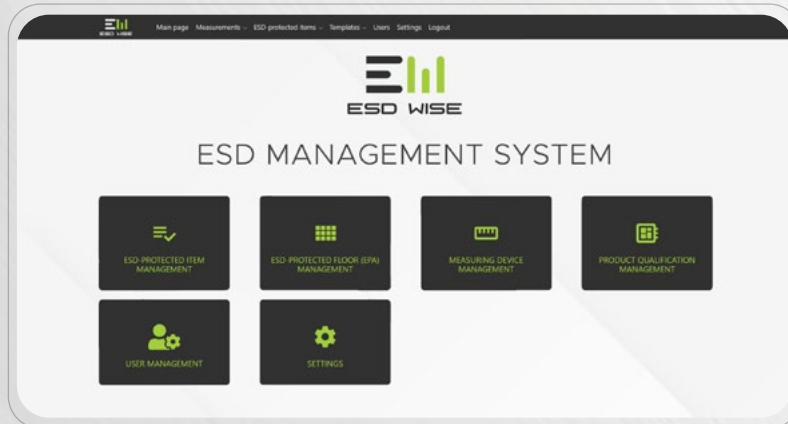 ESD WISE
Main page Measurements ESD-protected items Templates Users Settings Logout
ESD WISE
ESD MANAGEMENT SYSTEM
ESD-PROTECTED ITEM
MANAGEMENT
ESD-PROTECTED FLOOR (EPA)
MANAGEMENT
MEASURING DEVICE
MANAGEMENT
PRODUCT QUALIFICATION
MANAGEMENT
USER MANAGEMENT
SETTINGS